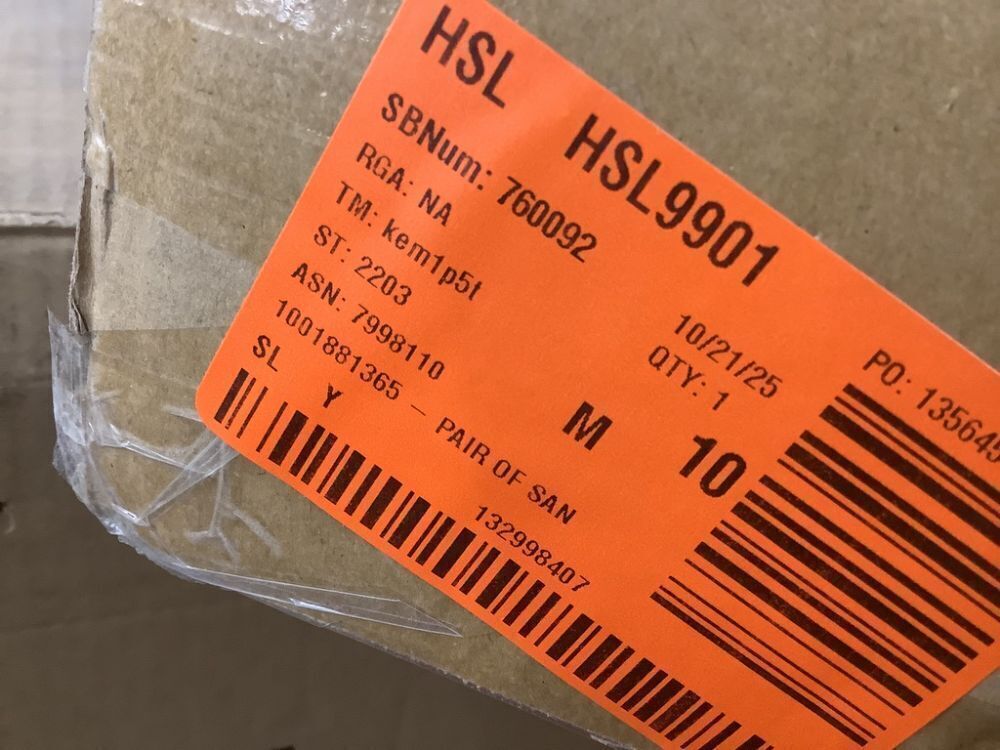 HSL HSL9901
SBNum: 760092
RGA: NA
TM: kem1p5t
ST: 2203 10/21/25
ASN: 7998110 QTY: 1
1001881365 – PAIR OF SAN
SL Y M 10
132998407
PO: 135645